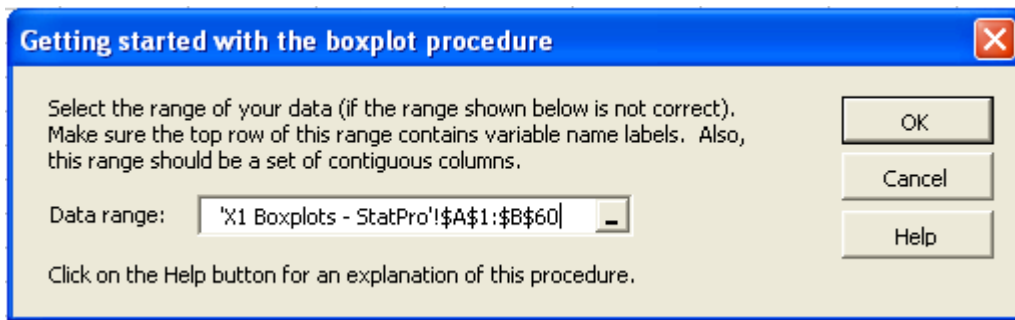 Getting started with the boxplot procedure
Select the range of your data (if the range shown below is not correct).
Make sure the top row of this range contains variable name labels.  Also,
this range should be a set of contiguous columns.
OK
Cancel
Data range:
'X1 Boxplots - StatPro'!$A$1:$B$60
Help
Click on the Help button for an explanation of this procedure.